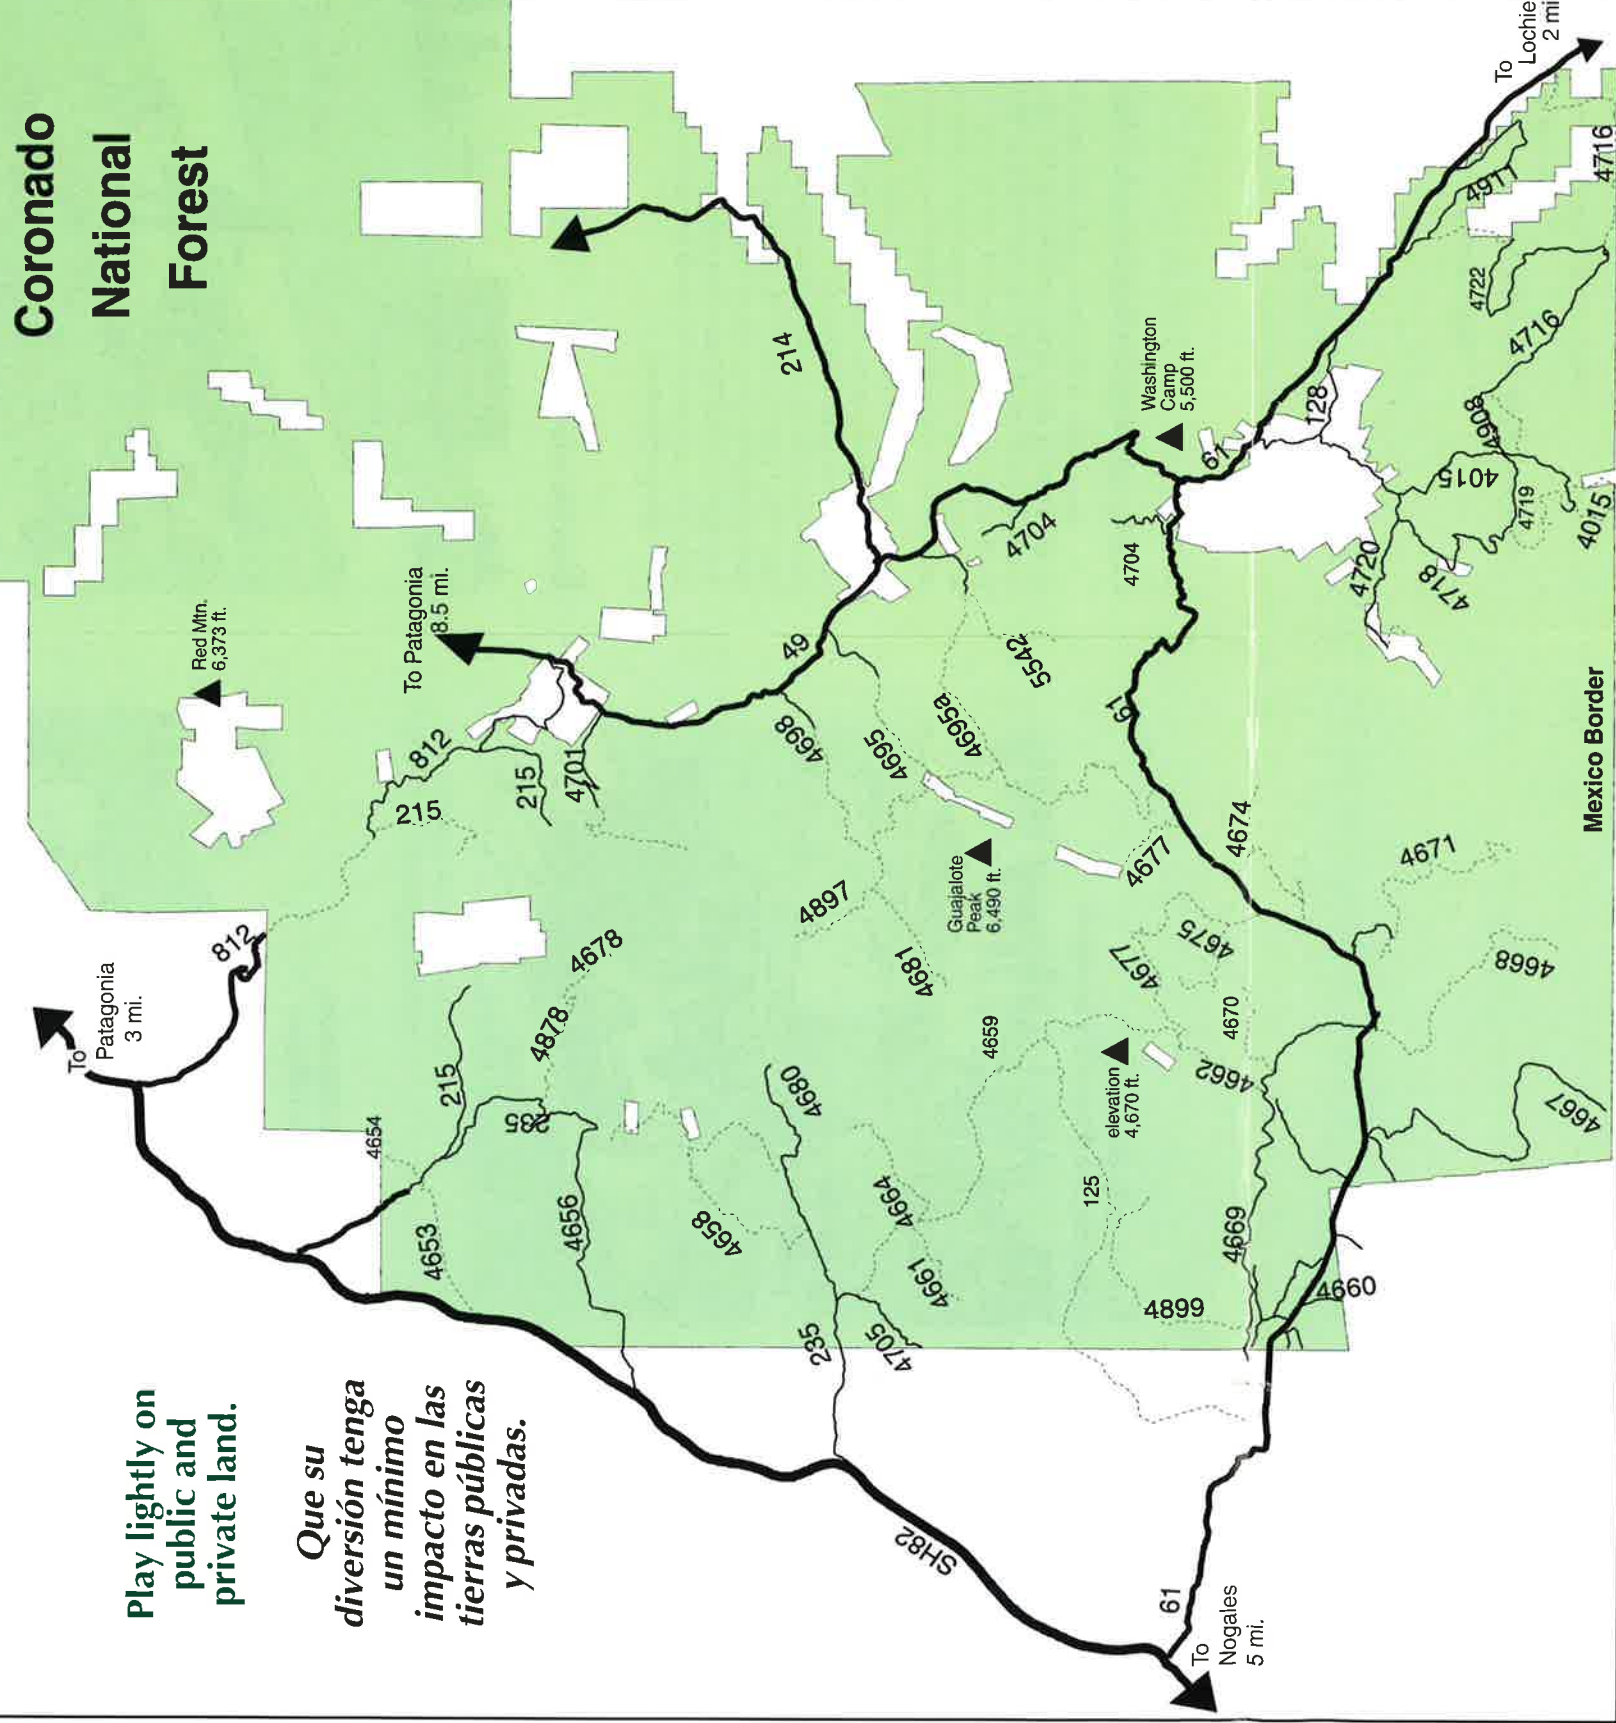 Coronado
National
Forest
Play lightly on
public and
private land.
Que su
diversión tenga
un mínimo
impacto en las
tierras públicas
y privadas.
To
Patagonia
3 mi.
812
Red Mtn.
6,373 ft.
To Patagonia
8.5 mi.
812
215
215
4701
214
49
4698
4695
4695a
5542
4704
4704
Washington
Camp
5,500 ft.
61
128
To
Lochie
2 mi
4911
4716
4722
4716
4908
4015
4719
4015
4718
4720
61
4674
4677
Guajalote
Peak
6,490 ft.
4897
4681
4678
4878
215
235
4654
4653
4656
4658
4680
4664
4661
4705
235
4659
125
elevation
4,670 ft.
4662
4670
4675
4677
4671
4668
4667
4669
4660
4899
SH82
61
To
Nogales
5 mi.
Mexico Border